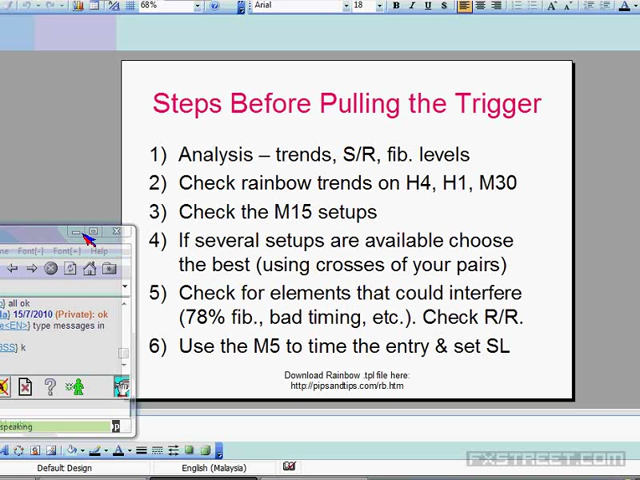 68%
Arial
18
B I U S
Steps Before Pulling the Trigger
1) Analysis – trends, S/R, fib. levels
2) Check rainbow trends on H4, H1, M30
3) Check the M15 setups
4) If several setups are available choose
the best (using crosses of your pairs)
5) Check for elements that could interfere
(78% fib., bad timing, etc.). Check R/R.
6) Use the M5 to time the entry & set SL
Download Rainbow .tpl file here:
http://pipsandtips.com/rb.htm
Font[-] Font[+] Help
} all ok
15/7/2010 (Private): ok
<EN>} type messages in
} k
speaking
Default Design
English (Malaysia)
FXSTREET.COM